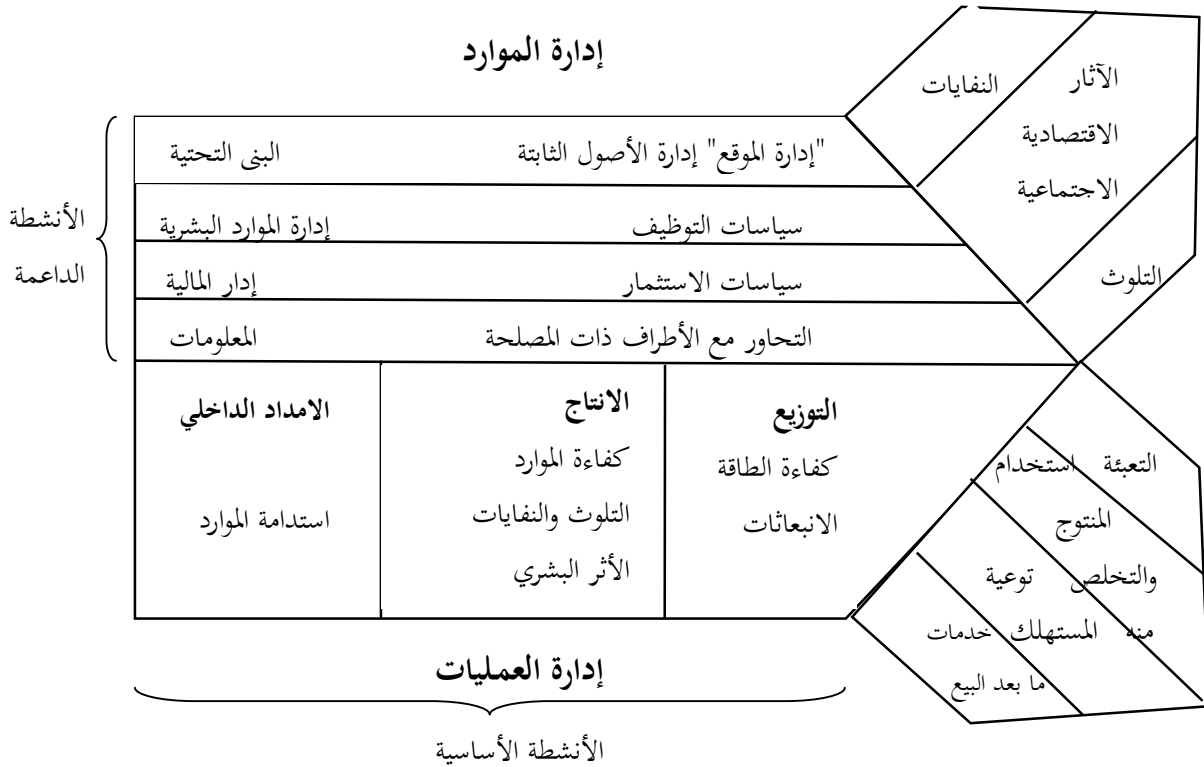 إدارة الموارد
الآثار
الاقتصادية
الاجتماعية
النفايات
التلوث
البنى التحتية
"إدارة الموقع" إدارة الأصول الثابتة
إدارة الموارد البشرية
سياسات التوظيف
إدار المالية
سياسات الاستثمار
المعلومات
التحاور مع الأطراف ذات المصلحة
الأنشطة
الداعمة
الامداد الداخلي
استدامة الموارد
الانتاج
كفاءة الموارد
التلوث والنفايات
الأثر البشري
التوزيع
كفاءة الطاقة
الانبعاثات
التعبئة استخدام
المنتوج
والتخلص توعية
منه المستهلك خدمات
ما بعد البيع
إدارة العمليات
الأنشطة الأساسية